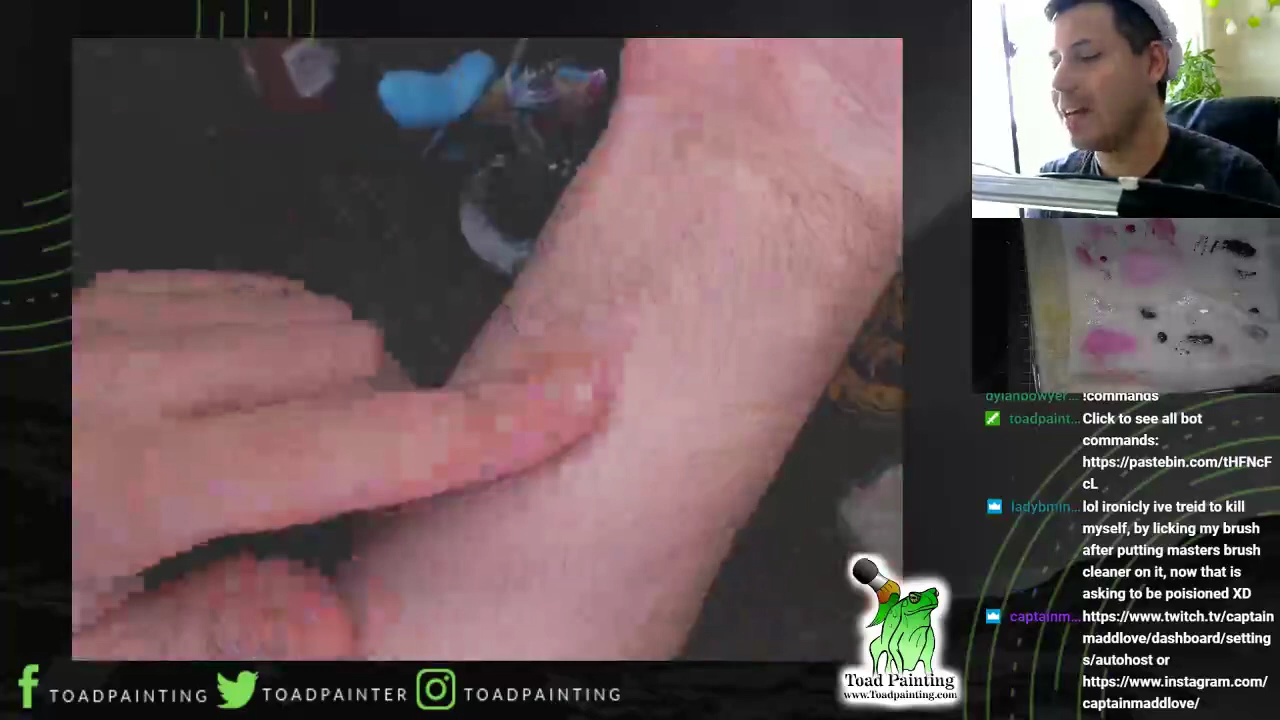 dylanbowyer... !commands
toadpaint... Click to see all bot
commands:
https://pastebin.com/tHFNcF
cL
ladybmin... lol ironicly ive treid to kill
myself, by licking my brush
after putting masters brush
cleaner on it, now that is
asking to be poisioned XD
captainm... https://www.twitch.tv/captain
maddlove/dashboard/setting
s/autohost or
https://www.instagram.com/
captainmaddlove/
Toad Painting
www.Toadpainting.com
TOADPAINTING TOADPAINTER TOADPAINTING